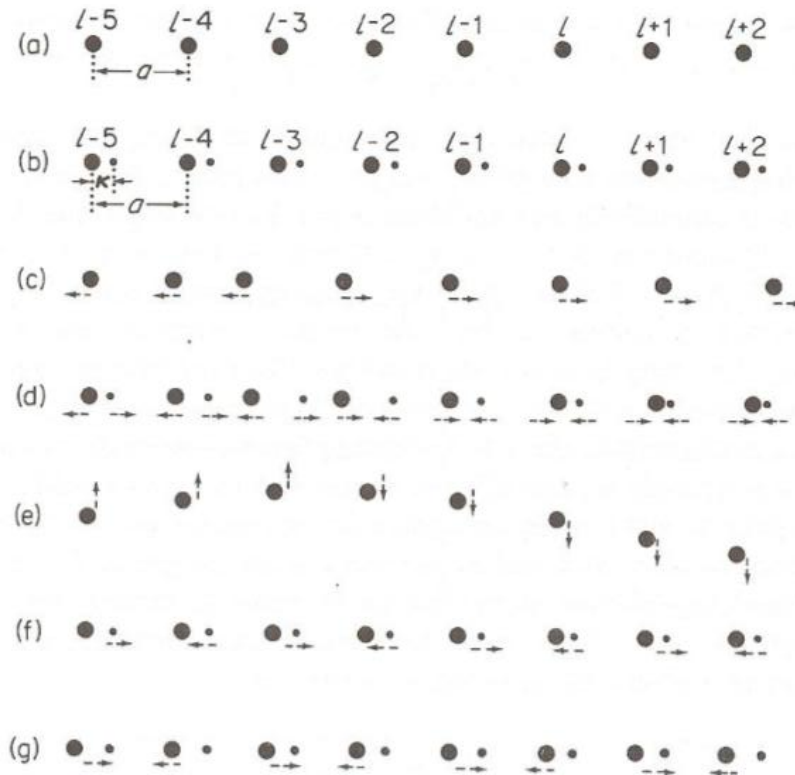 l-5 l-4 l-3 l-2 l-1 l l+1 l+2
(a)
a
l-5 l-4 l-3 l-2 l-1 l l+1 l+2
(b)
κ
a
(c)
(d)
(e)
(f)
(g)